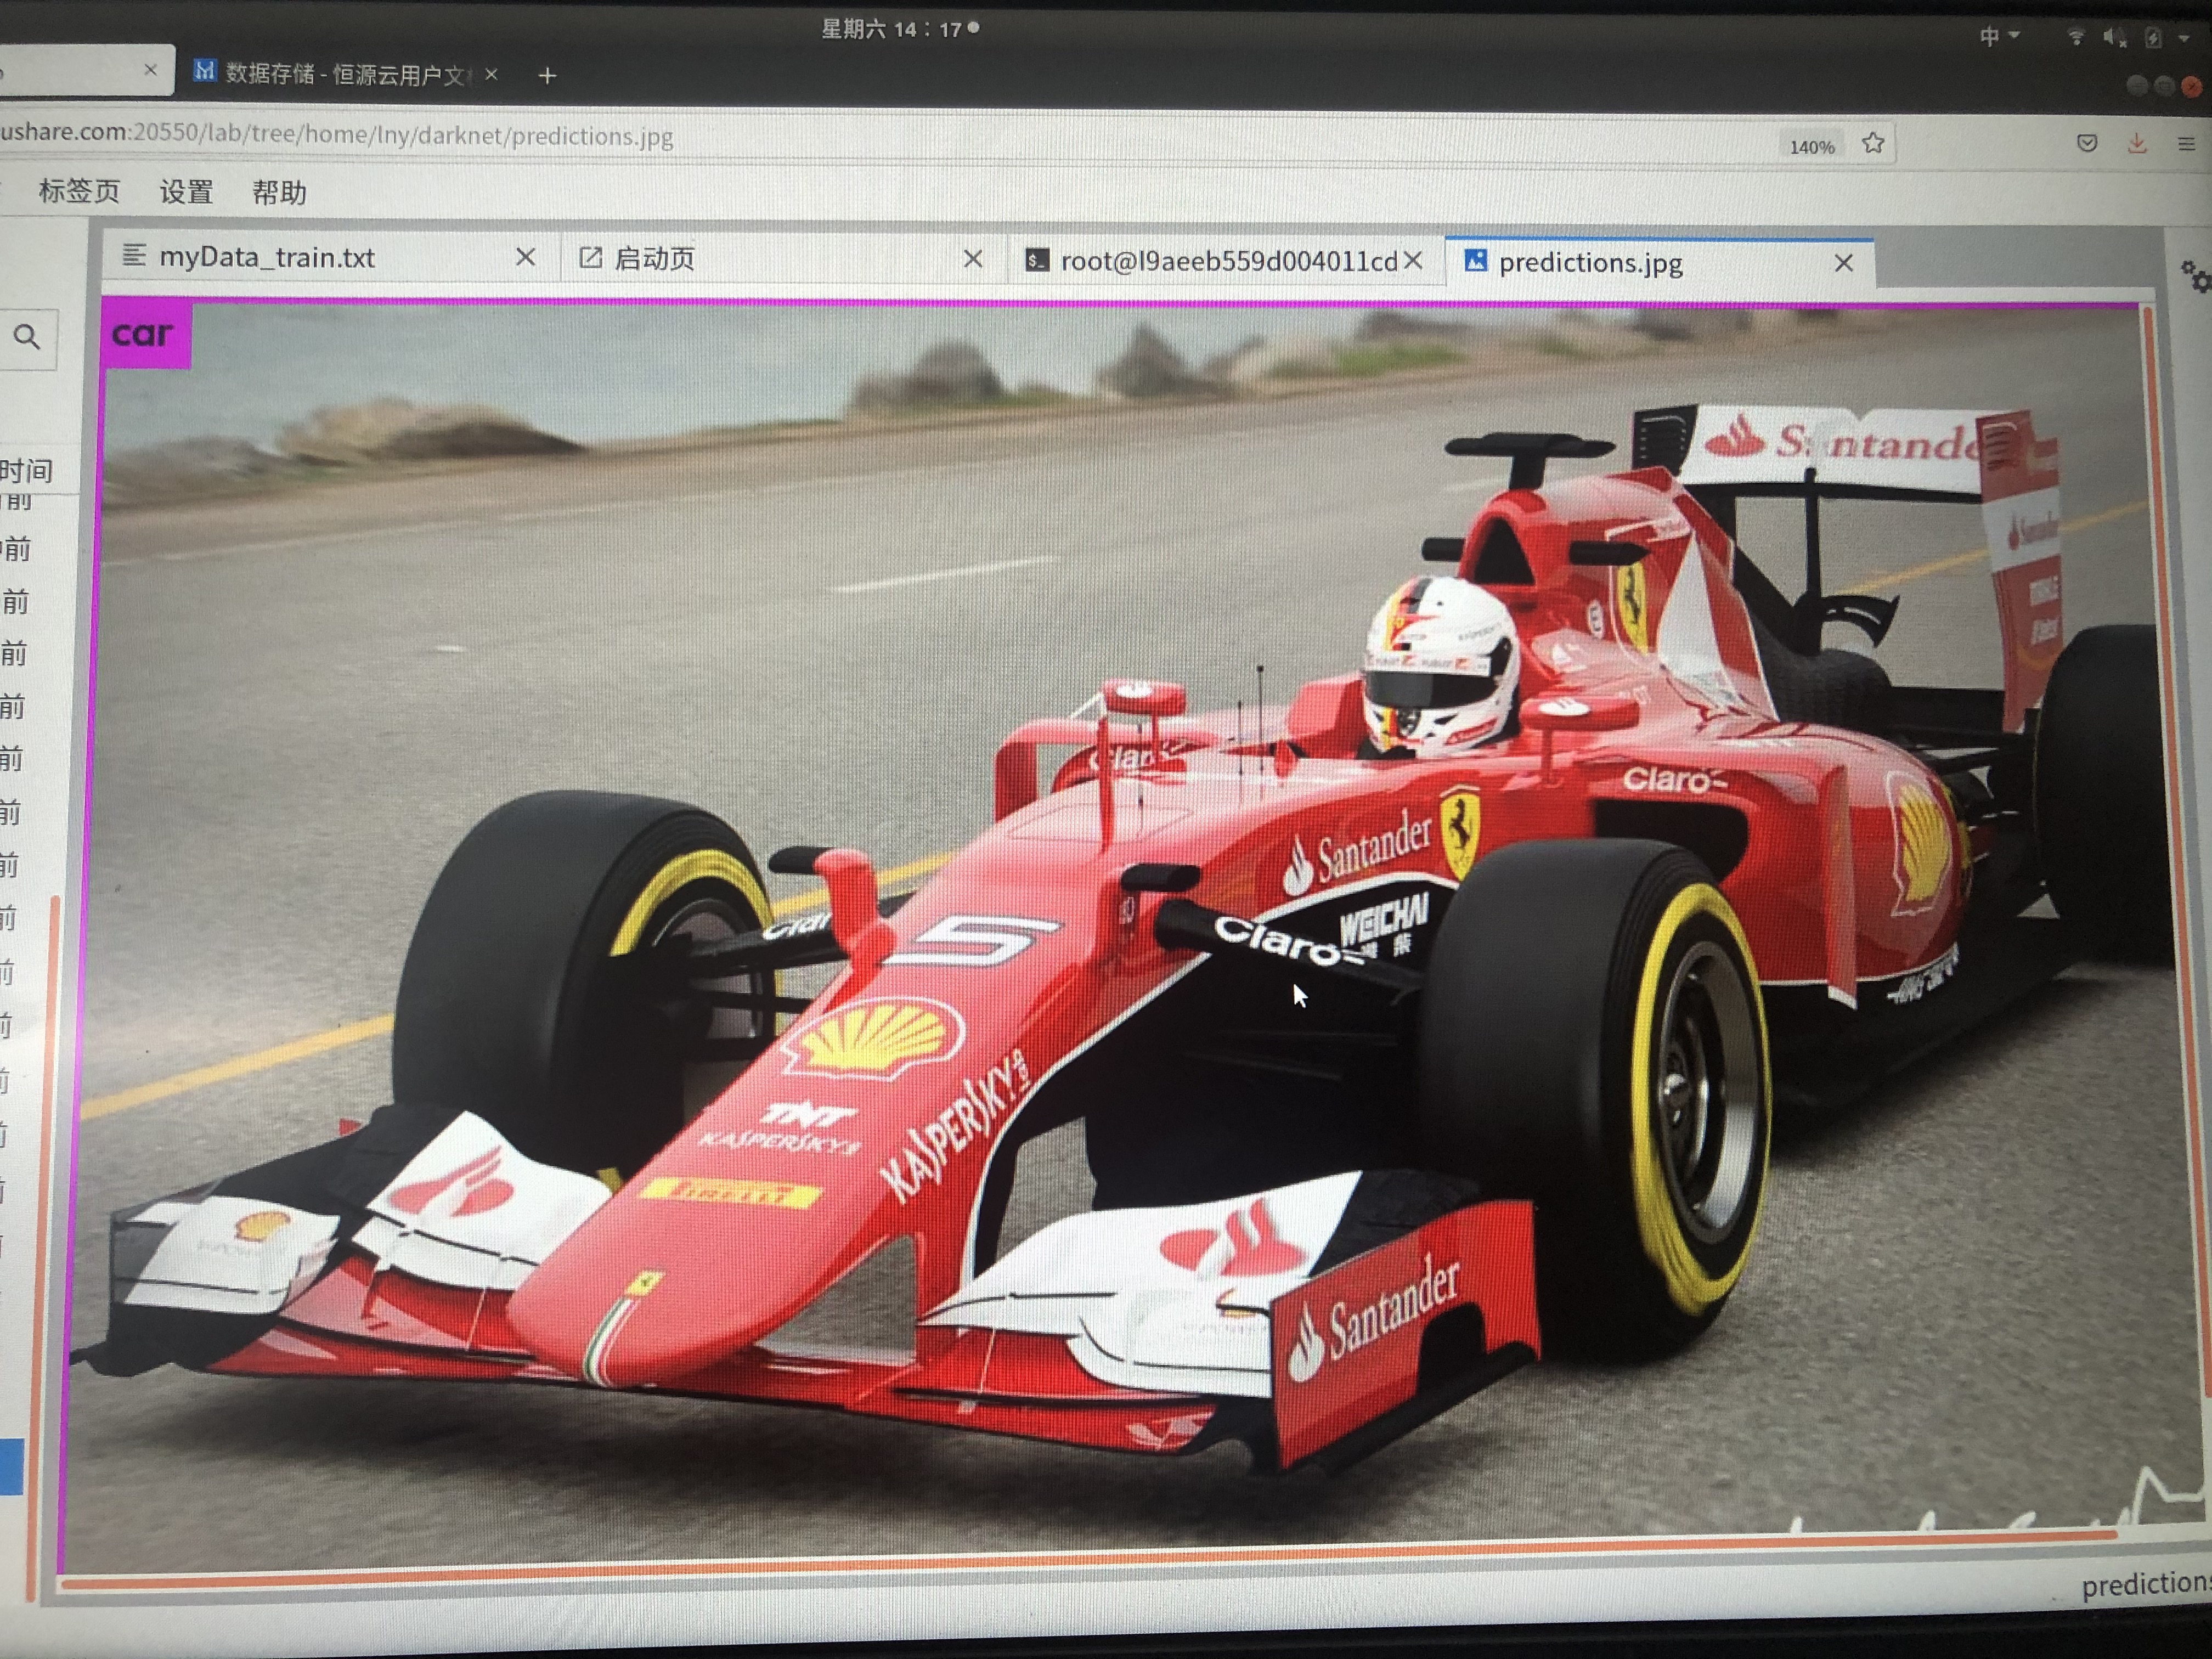 星期六 14：17
中
数据存储 - 恒源云用户文
ushare.com:20550/lab/tree/home/lny/darknet/predictions.jpg
140%
标签页 设置 帮助
myData_train.txt
启动页
root@l9aeeb559d004011cd
predictions.jpg
car
时间
前
前
前
前
前
前
前
前
前
Santander
Claro
Claro
Santander
WEICHAI
Claro
5
TNT
KASPERSKY
KASPERSKY
PIRELLI
Santander
predictions